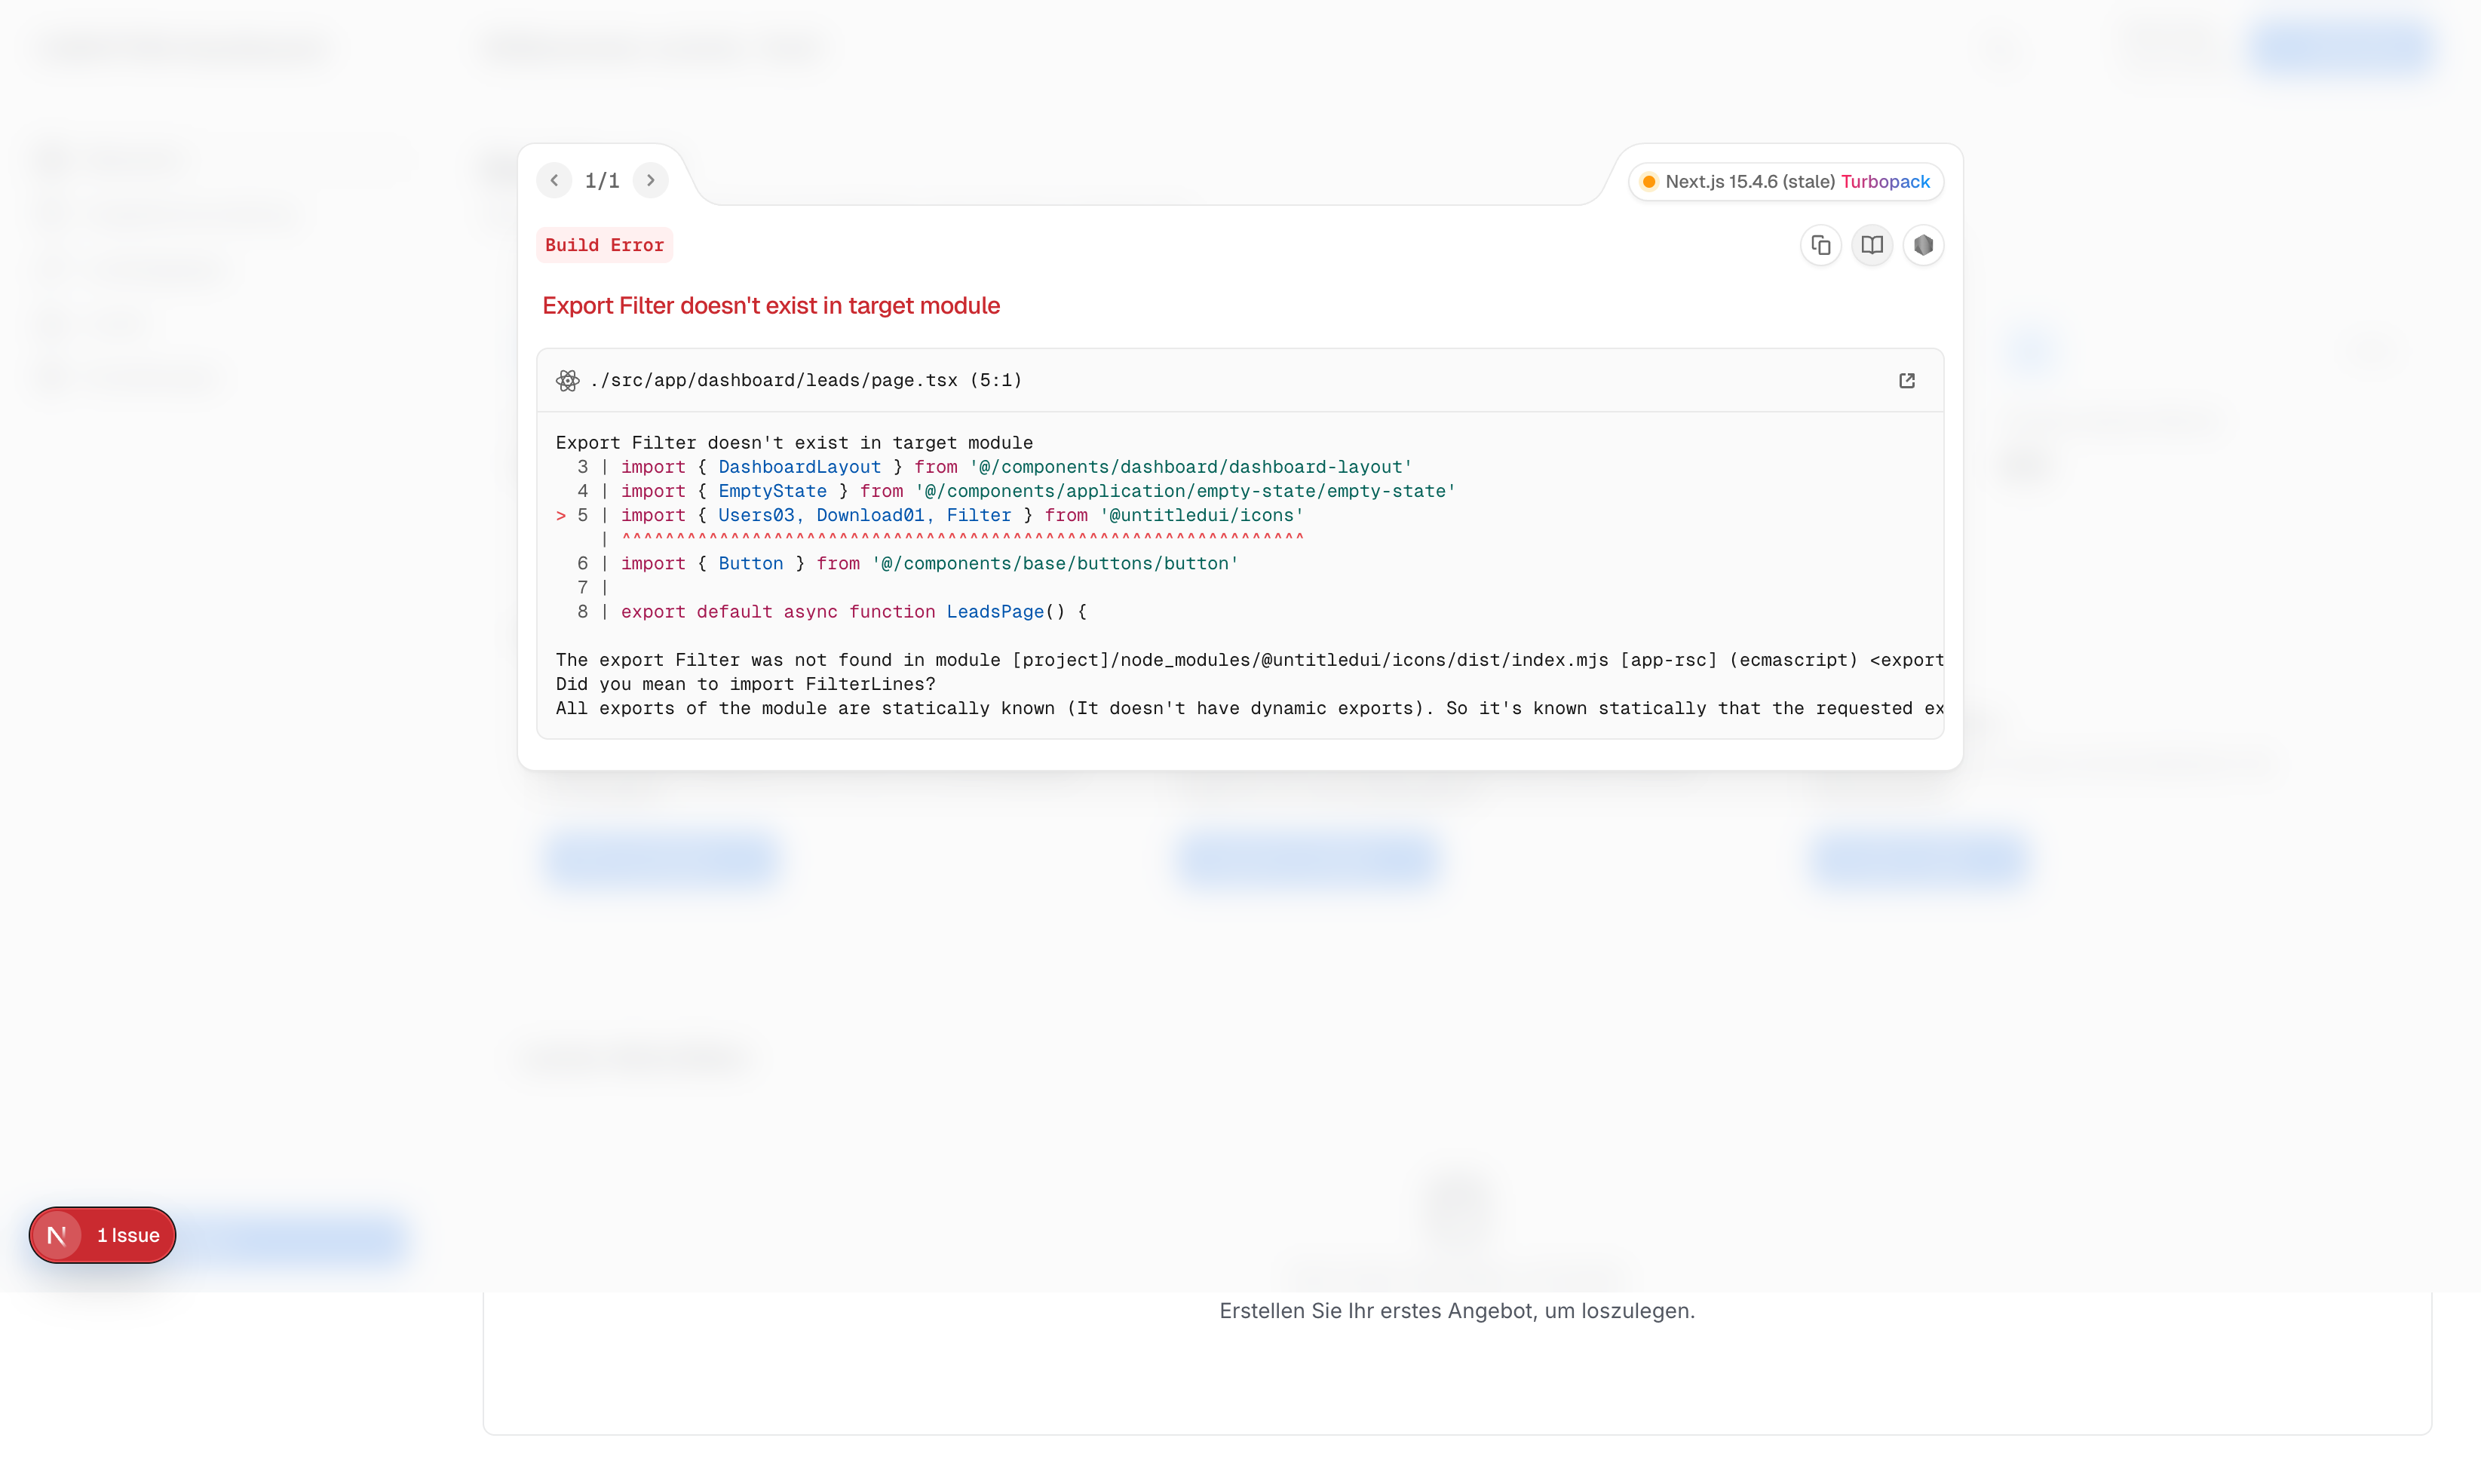 1/1
Next.js 15.4.6 (stale) Turbopack
Build Error
Export Filter doesn't exist in target module
./src/app/dashboard/leads/page.tsx (5:1)
Export Filter doesn't exist in target module
3 | import { DashboardLayout } from '@/components/dashboard/dashboard-layout'
4 | import { EmptyState } from '@/components/application/empty-state/empty-state'
> 5 | import { Users03, Download01, Filter } from '@untitledui/icons'
| ^^^^^^^^^^^^^^^^^^^^^^^^^^^^^^^^^^^^^^^^^^^^^^^^^^^^^^^^^^^^^^^
6 | import { Button } from '@/components/base/buttons/button'
7 |
8 | export default async function LeadsPage() {
The export Filter was not found in module [project]/node_modules/@untitledui/icons/dist/index.mjs [app-rsc] (ecmascript) <export
Did you mean to import FilterLines?
All exports of the module are statically known (It doesn't have dynamic exports). So it's known statically that the requested ex
N 1 Issue
Erstellen Sie Ihr erstes Angebot, um loszulegen.